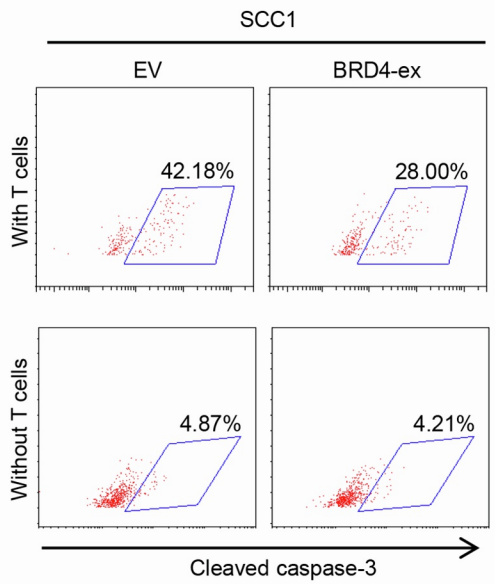 SCC1
EV
BRD4-ex
With T cells
42.18%
28.00%
Without T cells
4.87%
4.21%
Cleaved caspase-3